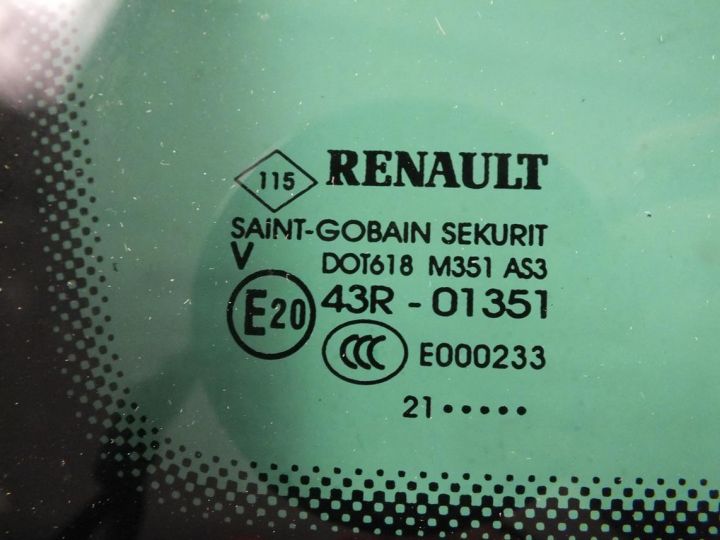 115 RENAULT
SAiNT-GOBAIN SEKURIT
V DOT618 M351 AS3
E20 43R - 01351
CCC E000233
21 •••••